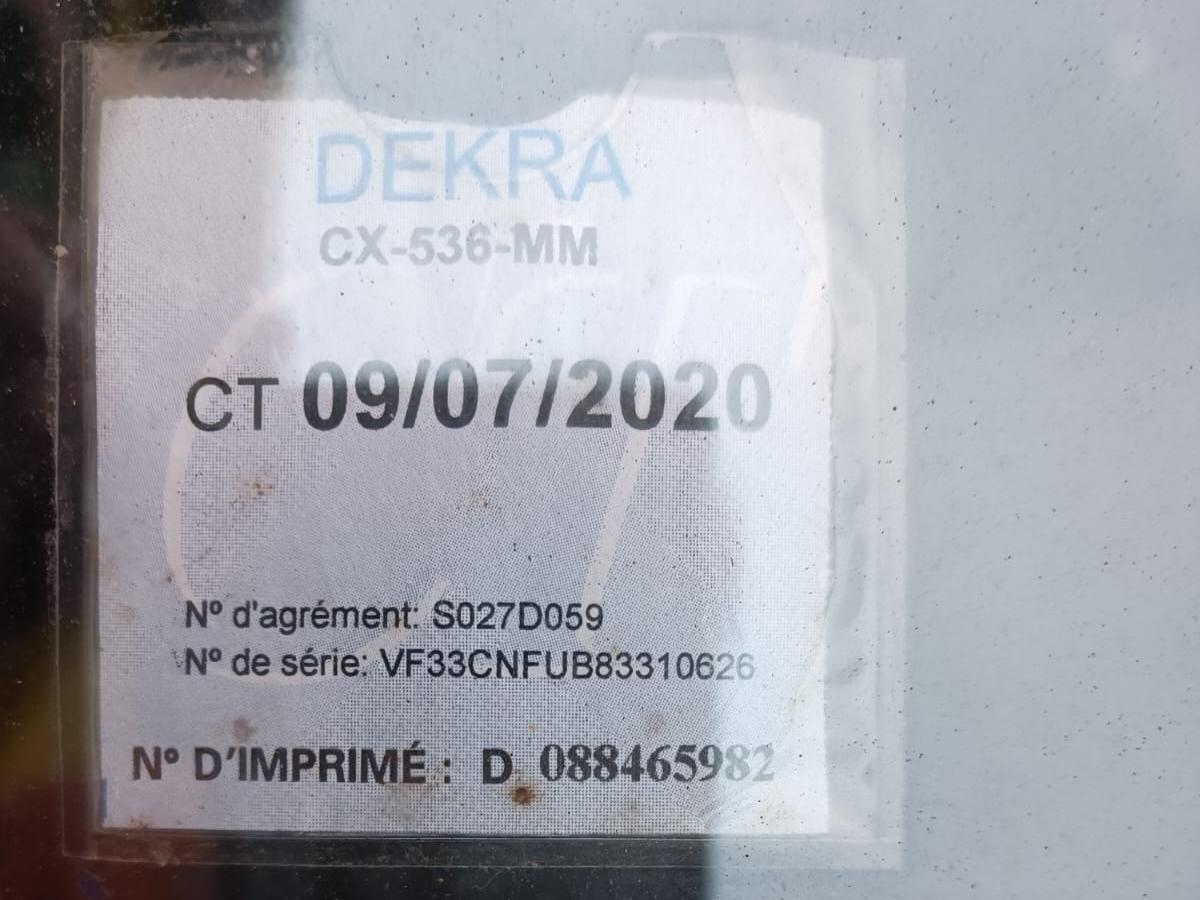 DEKRA
CX-536-MM
CT 09/07/2020
N° d'agrément: S027D059
N° de série: VF33CNFUB83310626
N° D'IMPRIMÉ : D 088465982